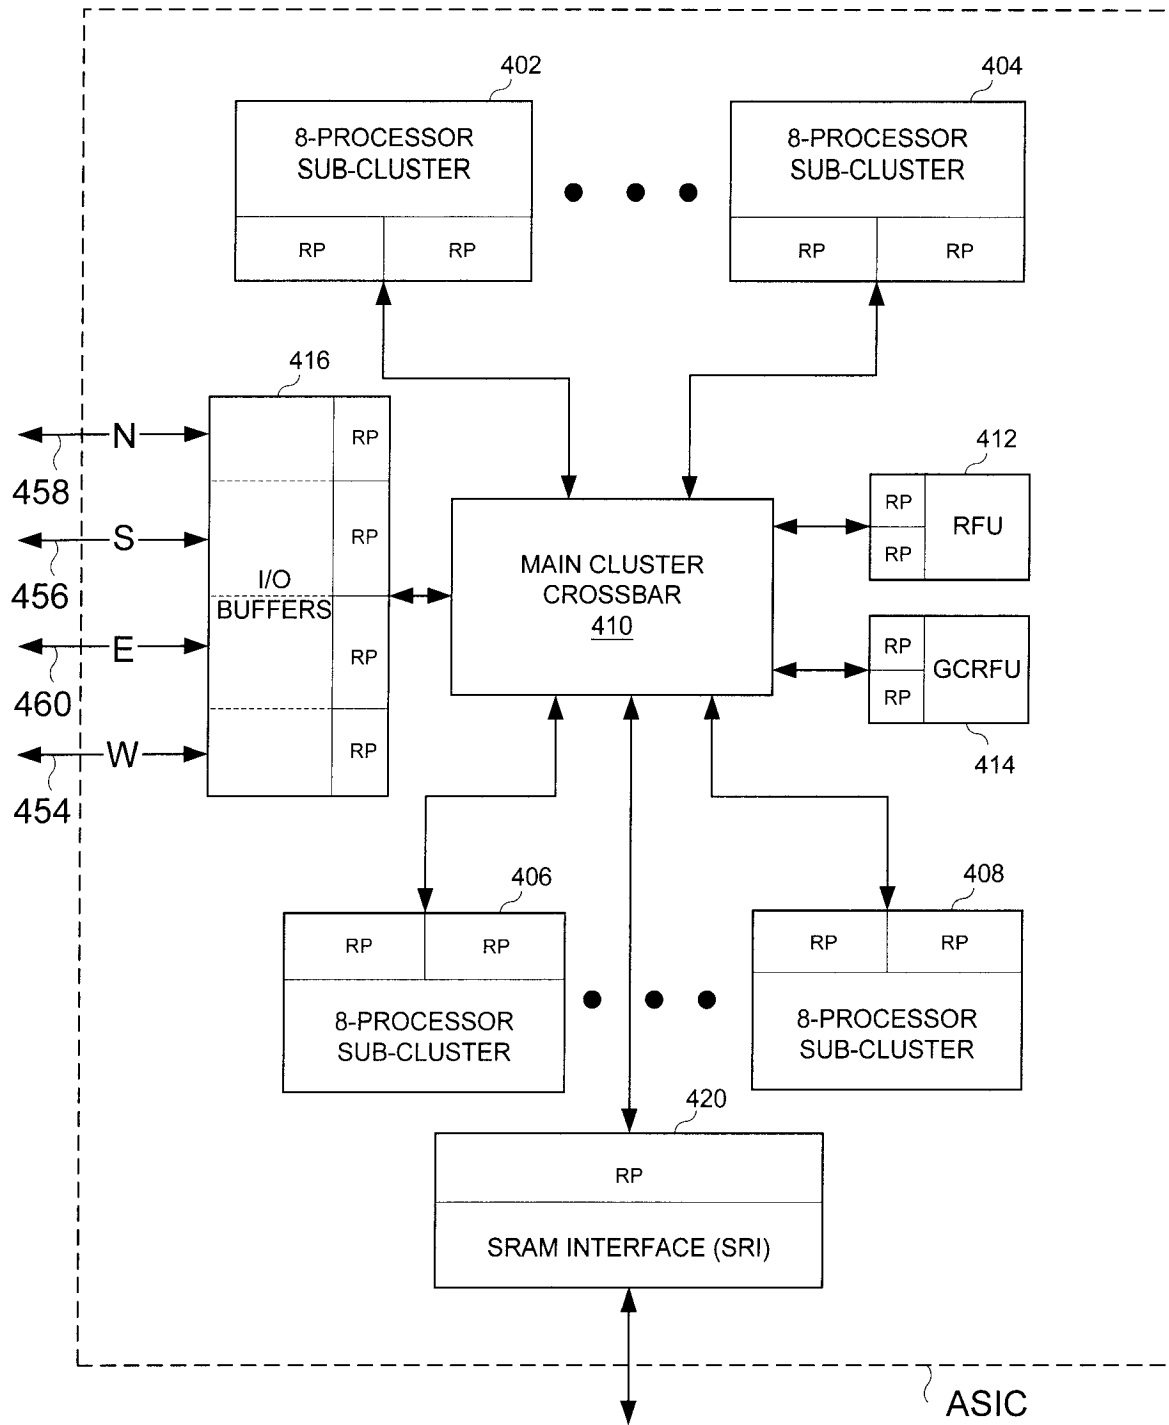 402
404
8-PROCESSOR
SUB-CLUSTER
8-PROCESSOR
SUB-CLUSTER
RP
RP
RP
RP
416
N
RP
458
412
RP
RFU
RP
S
RP
456
I/O
BUFFERS
MAIN CLUSTER
CROSSBAR
410
E
RP
460
RP
GCRFU
RP
414
W
RP
454
406
408
RP
RP
RP
RP
8-PROCESSOR
SUB-CLUSTER
8-PROCESSOR
SUB-CLUSTER
420
RP
SRAM INTERFACE (SRI)
ASIC